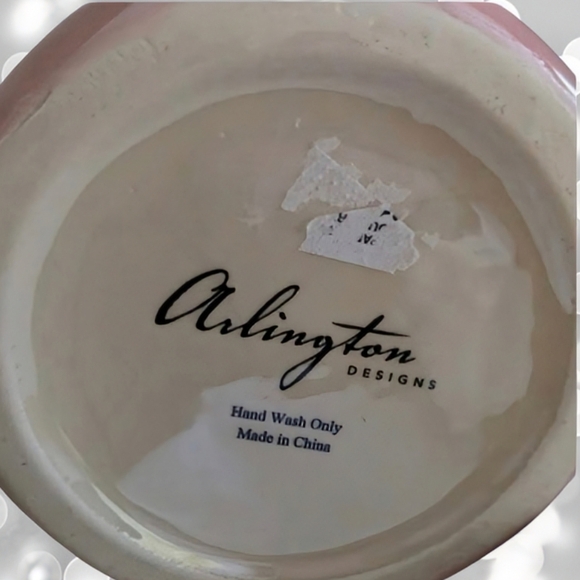 Arlington
DESIGNS
Hand Wash Only
Made in China